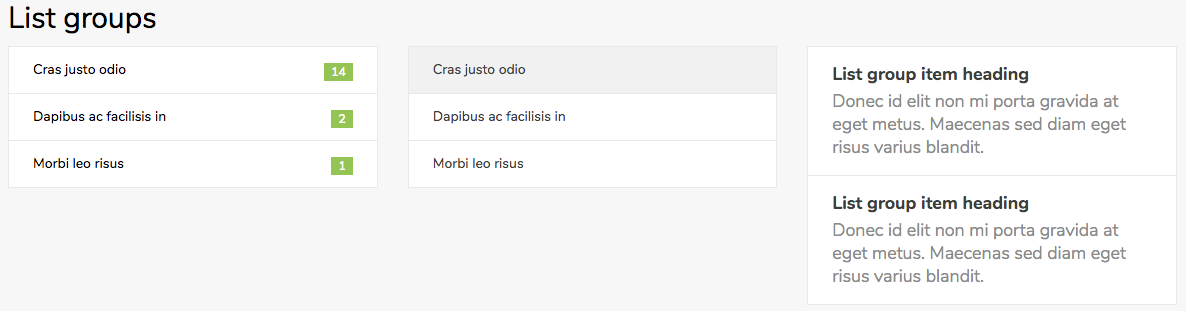 List groups
Cras justo odio 14
Dapibus ac facilisis in 2
Morbi leo risus 1
Cras justo odio
Dapibus ac facilisis in
Morbi leo risus
List group item heading
Donec id elit non mi porta gravida at
eget metus. Maecenas sed diam eget
risus varius blandit.
List group item heading
Donec id elit non mi porta gravida at
eget metus. Maecenas sed diam eget
risus varius blandit.